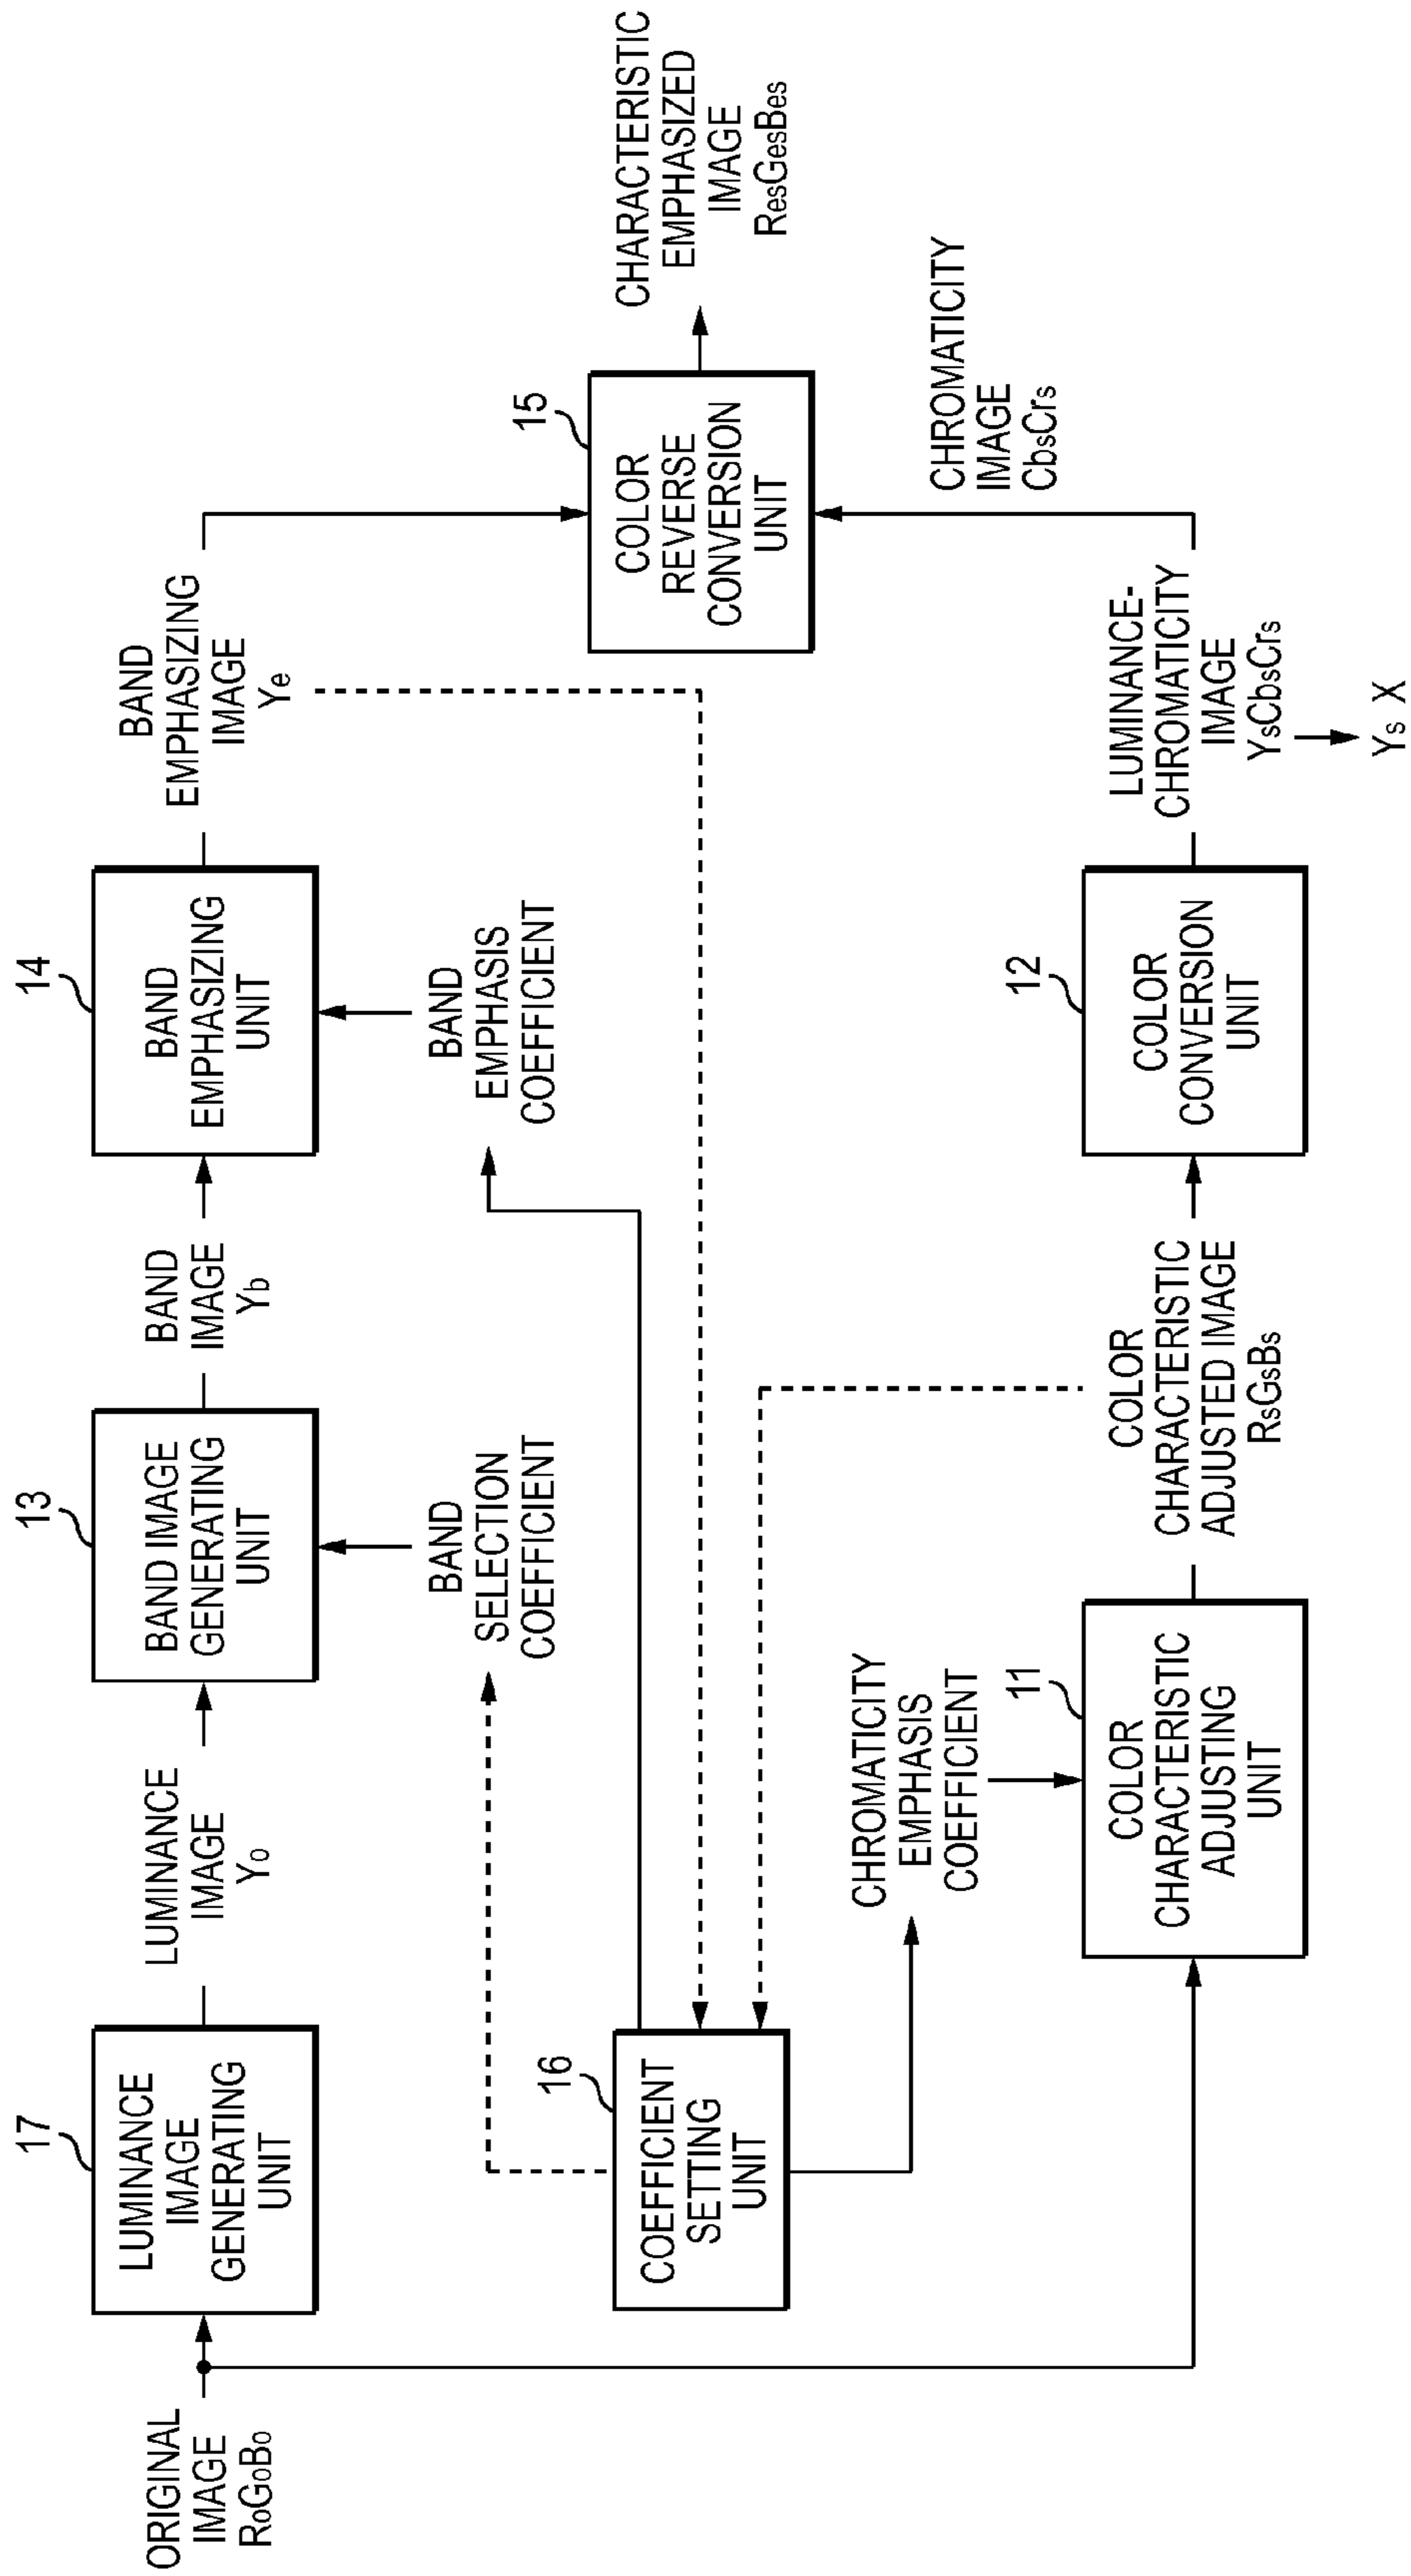 ORIGINAL
IMAGE
RoGoBo
17
LUMINANCE
IMAGE
GENERATING
UNIT
LUMINANCE
IMAGE
Yo
13
BAND IMAGE
GENERATING
UNIT
BAND
IMAGE
Yb
14
BAND
EMPHASIZING
UNIT
BAND
EMPHASIZING
IMAGE
Ye
BAND
SELECTION
COEFFICIENT
BAND
EMPHASIS
COEFFICIENT
16
COEFFICIENT
SETTING
UNIT
15
COLOR
REVERSE
CONVERSION
UNIT
CHARACTERISTIC
EMPHASIZED
IMAGE
ResGesBes
CHROMATICITY
EMPHASIS
COEFFICIENT
CHROMATICITY
IMAGE
CbsCrs
11
COLOR
CHARACTERISTIC
ADJUSTING
UNIT
COLOR
CHARACTERISTIC
ADJUSTED IMAGE
RsGsBs
12
COLOR
CONVERSION
UNIT
LUMINANCE-
CHROMATICITY
IMAGE
YsCbsCrs
Ys X